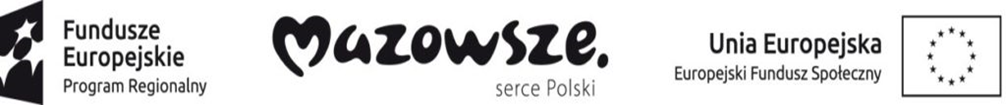 Fundusze
Europejskie
Program Regionalny
Mazowsze.
serce Polski
Unia Europejska
Europejski Fundusz Społeczny